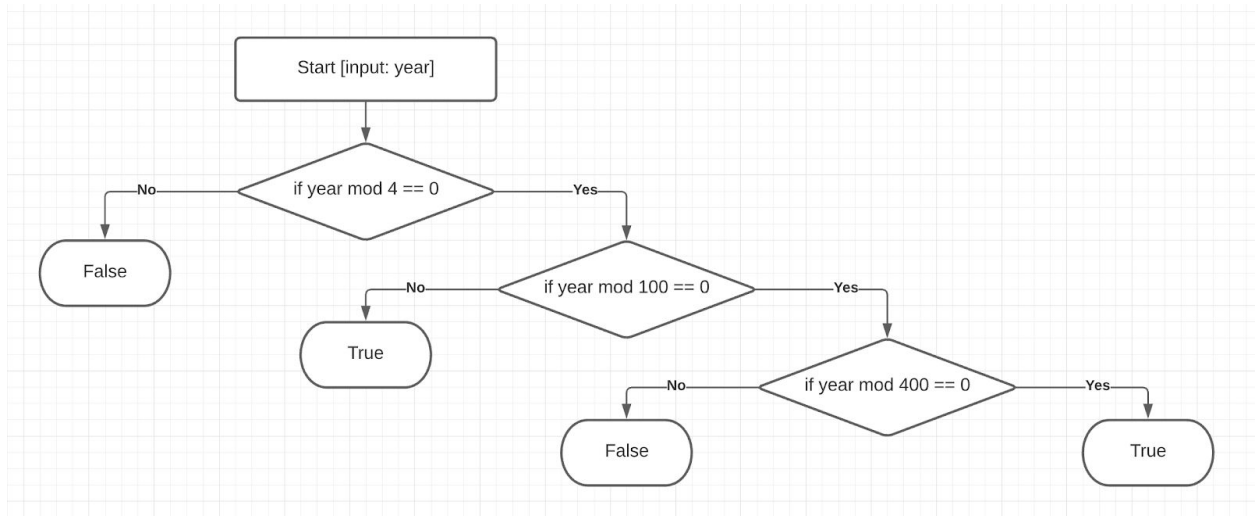 Start [input: year]
if year mod 4 == 0
No
Yes
False
if year mod 100 == 0
No
Yes
True
if year mod 400 == 0
No
Yes
False
True